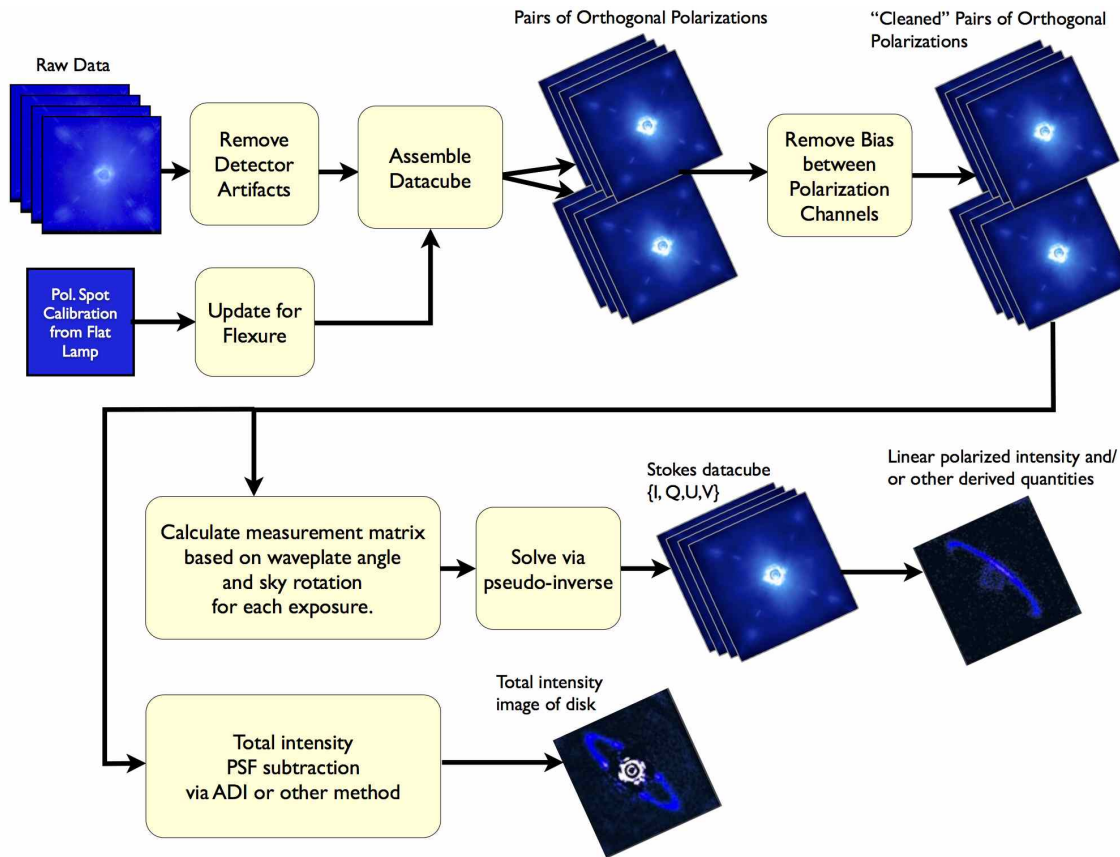 Pairs of Orthogonal Polarizations
“Cleaned” Pairs of Orthogonal
Polarizations
Raw Data
Remove
Detector
Artifacts
Assemble
Datacube
Remove Bias
between
Polarization
Channels
Pol. Spot
Calibration
from Flat
Lamp
Update for
Flexure
Calculate measurement matrix
based on waveplate angle
and sky rotation
for each exposure.
Solve via
pseudo-inverse
Stokes datacube
{I, Q,U,V}
Linear polarized intensity and/
or other derived quantities
Total intensity
PSF subtraction
via ADI or other method
Total intensity
image of disk